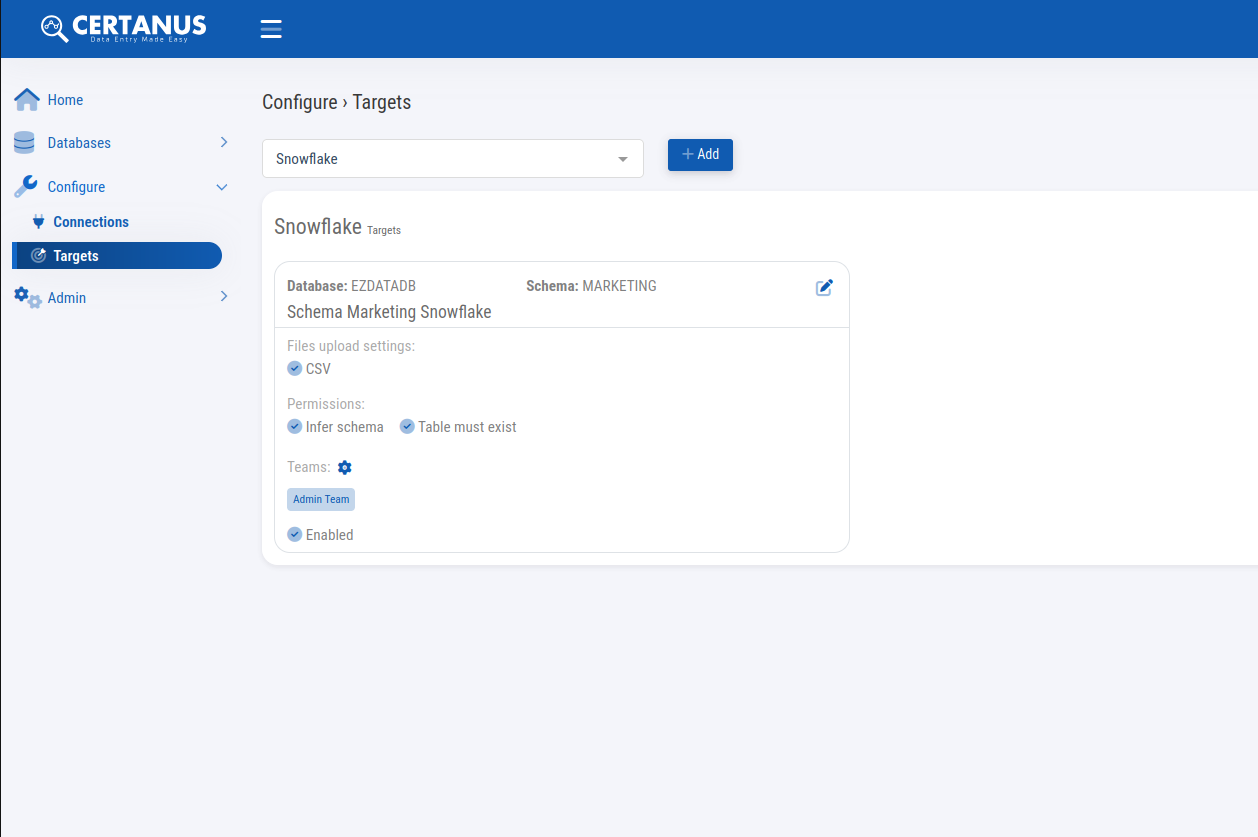 CERTANUS
Data Entry Made Easy
Home
Databases
Configure
Connections
Targets
Admin
Configure › Targets
Snowflake
+ Add
Snowflake Targets
Database: EZDATADB Schema: MARKETING
Schema Marketing Snowflake
Files upload settings:
CSV
Permissions:
Infer schema Table must exist
Teams:
Admin Team
Enabled